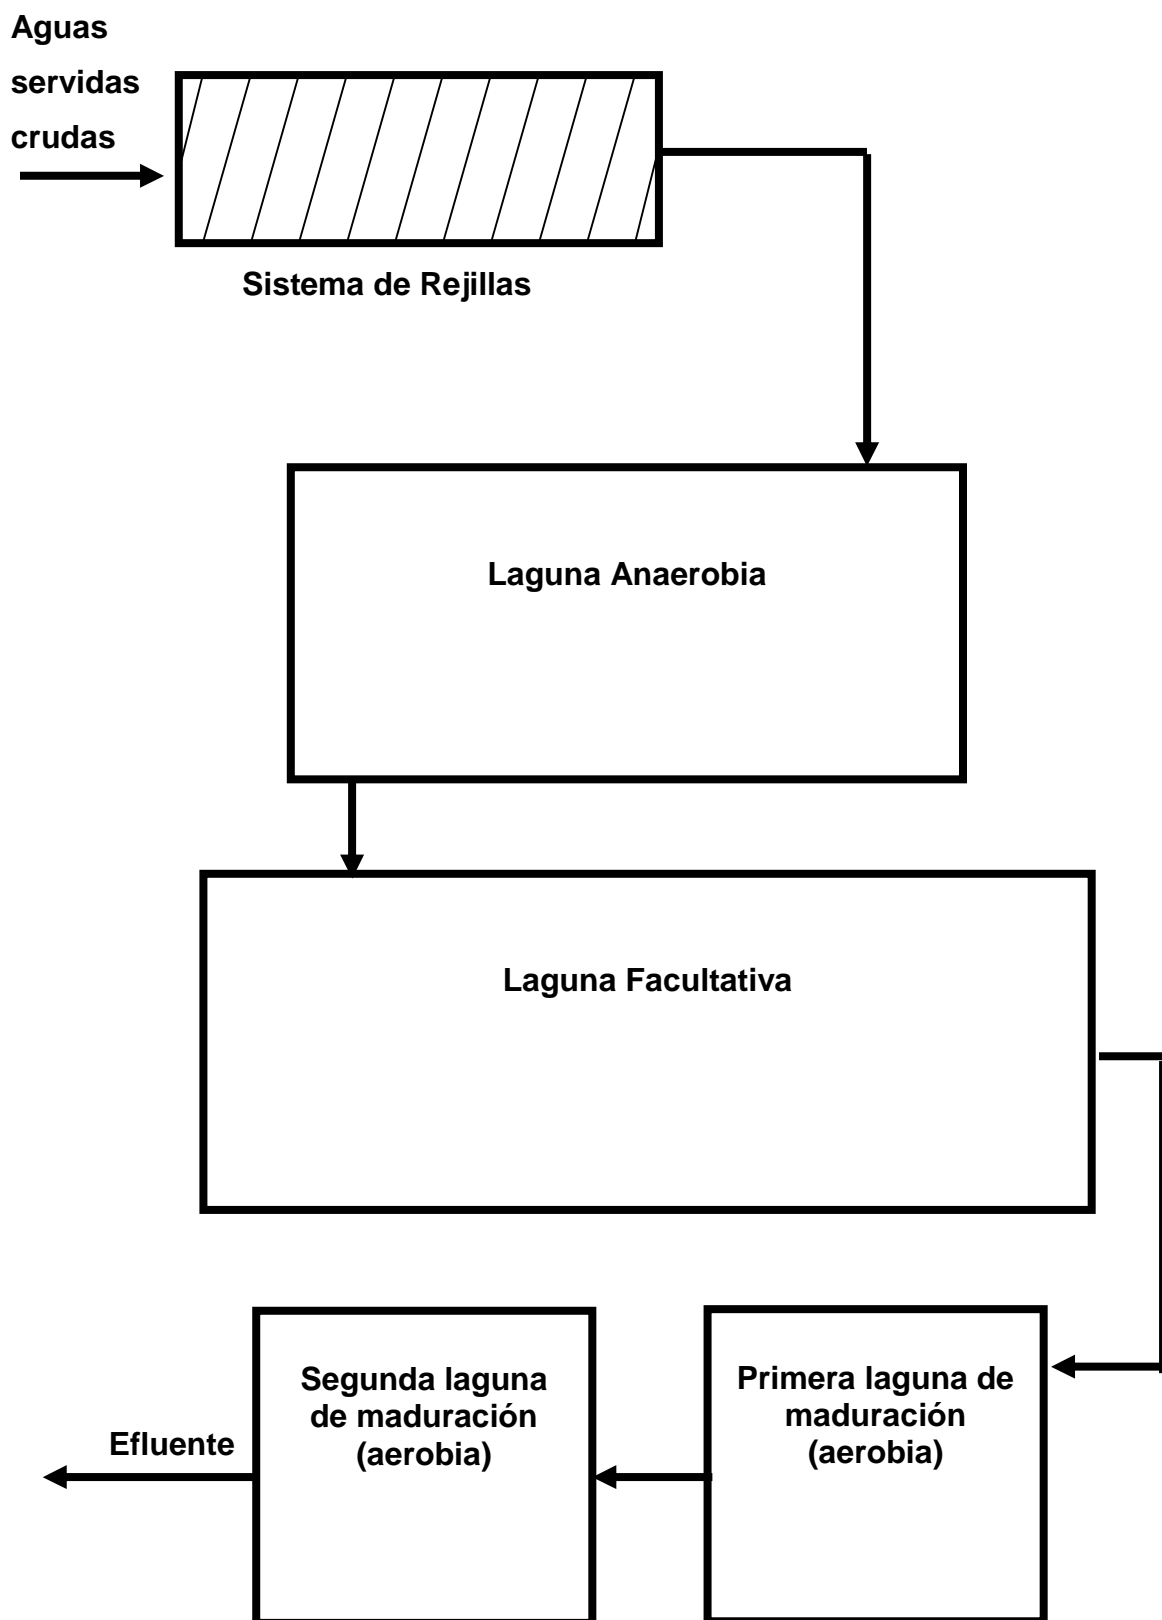 Aguas
servidas
crudas
Sistema de Rejillas
Laguna Anaerobia
Laguna Facultativa
Primera laguna de
maduración
(aerobia)
Segunda laguna
de maduración
(aerobia)
Efluente